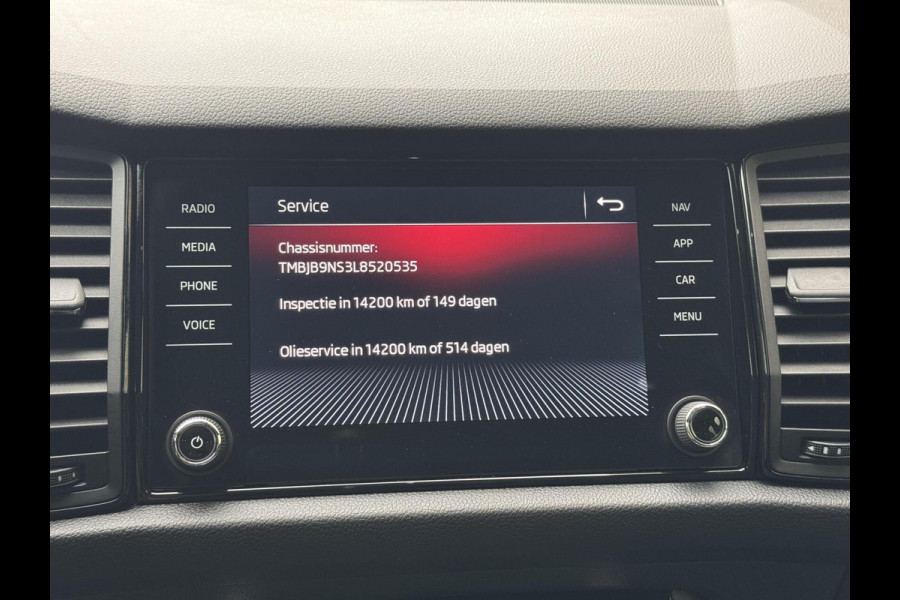 Service
RADIO
MEDIA
PHONE
VOICE
Chassisnummer:
TMBJB9NS3L8520535
Inspectie in 14200 km of 149 dagen
Olieservice in 14200 km of 514 dagen
NAV
APP
CAR
MENU